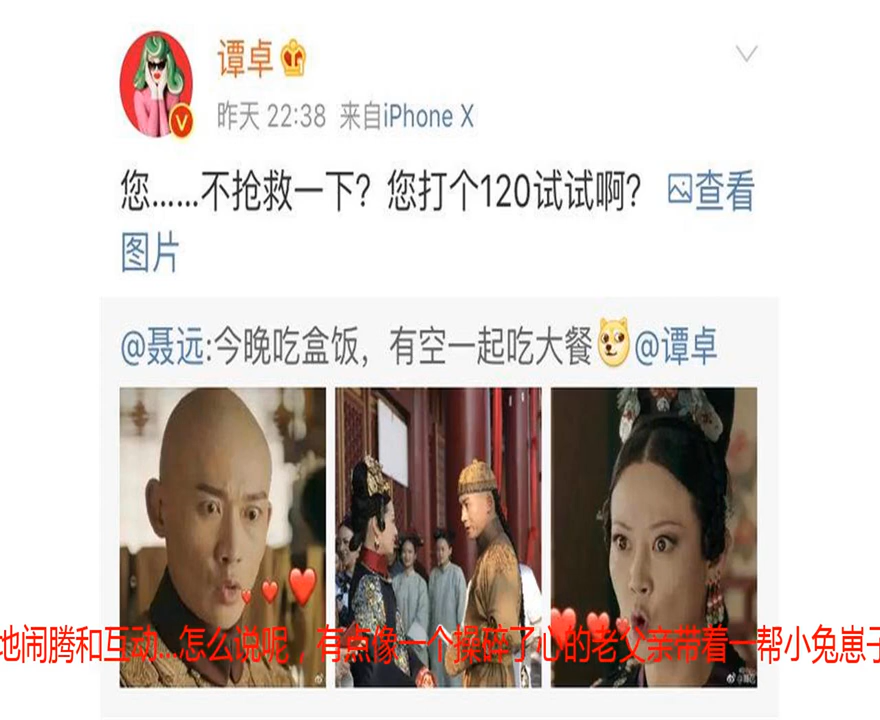 谭卓
昨天 22:38 来自iPhone X
您……不抢救一下？您打个120试试啊？ 查看
图片
@聂远:今晚吃盒饭，有空一起吃大餐@谭卓
地闹腾和互动...怎么说呢，有点像一个操碎了心的老父亲带着一帮小兔崽子